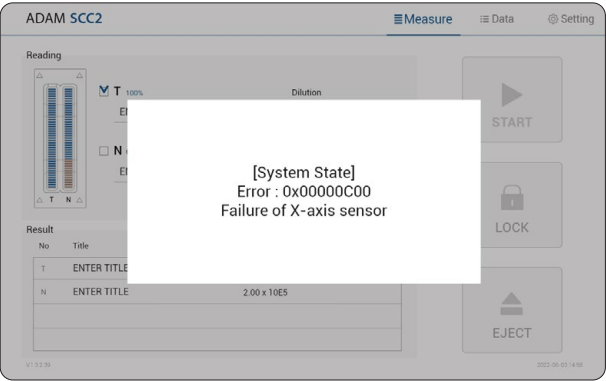 ADAM SCC2
Measure
Data
Setting
Reading
T 100%
Dilution
N
T N
START
LOCK
EJECT
[System State]
Error : 0x00000C00
Failure of X-axis sensor
Result
No Title
T ENTER TITLE
N ENTER TITLE 2.00 x 10E5